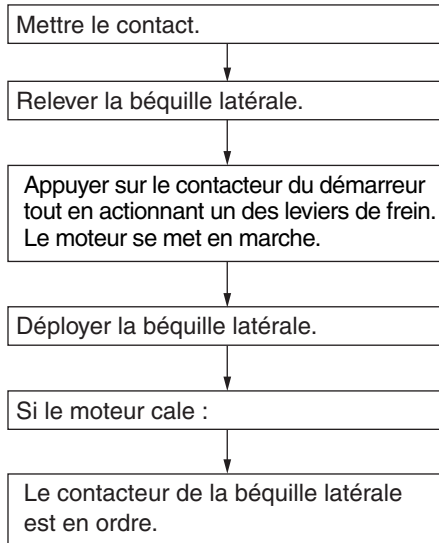 Mettre le contact.
Relever la béquille latérale.
Appuyer sur le contacteur du démarreur
tout en actionnant un des leviers de frein.
Le moteur se met en marche.
Déployer la béquille latérale.
Si le moteur cale :
Le contacteur de la béquille latérale
est en ordre.